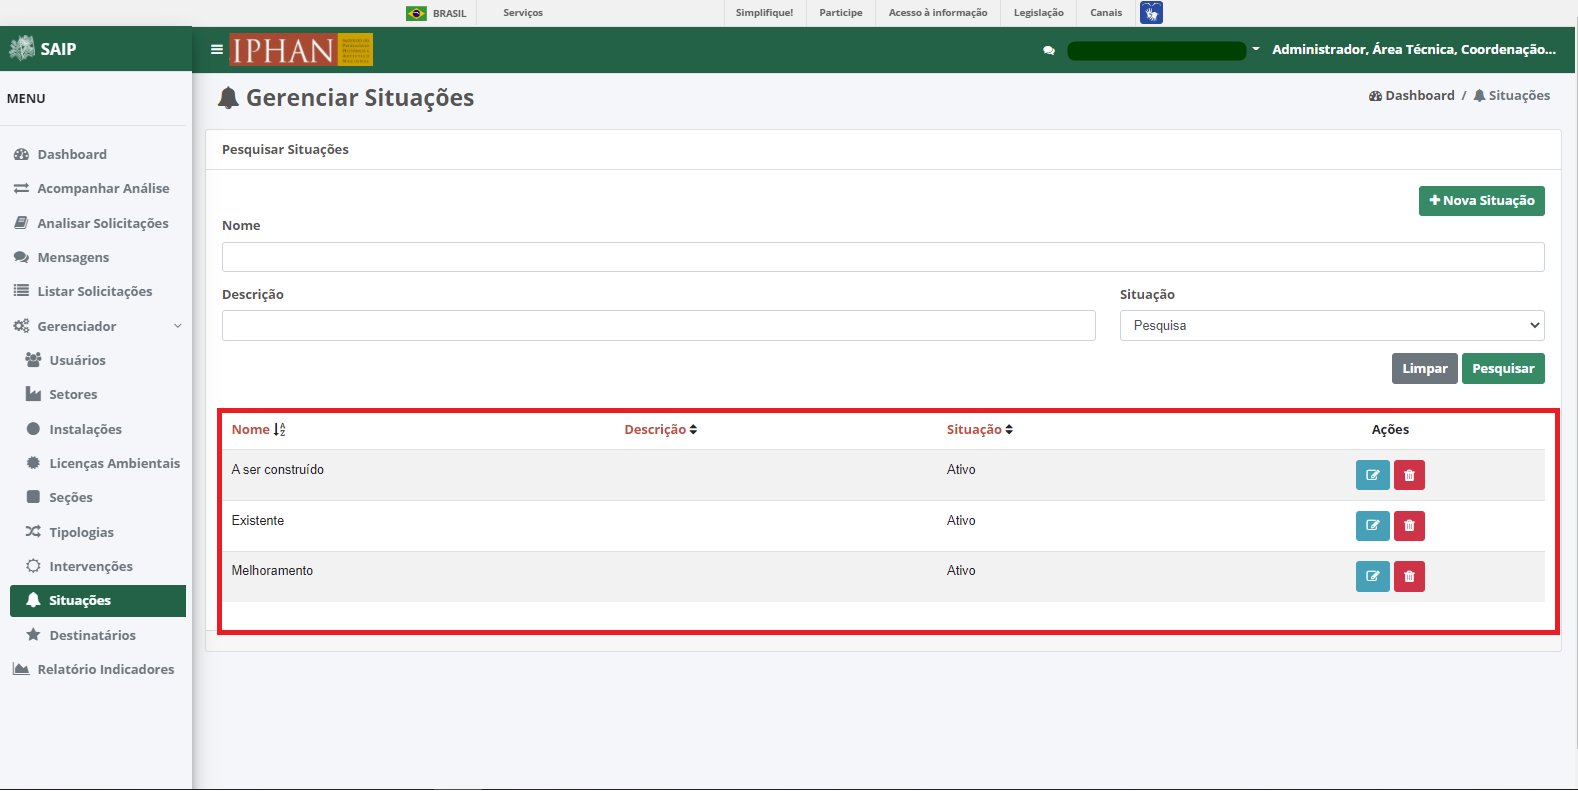 BRASIL Serviços Simplifique! Participe Acesso à informação Legislação Canais
SAIP
IPHAN
Administrador, Área Técnica, Coordenação...
MENU
Dashboard
Acompanhar Análise
Analisar Solicitações
Mensagens
Listar Solicitações
Gerenciador
Usuários
Setores
Instalações
Licenças Ambientais
Seções
Tipologias
Intervenções
Situações
Destinatários
Relatório Indicadores
Gerenciar Situações
Dashboard / Situações
Pesquisar Situações
Nova Situação
Nome
Descrição Situação
Pesquisa
Limpar Pesquisar
Nome Descrição Situação Ações
A ser construído Ativo
Existente Ativo
Melhoramento Ativo